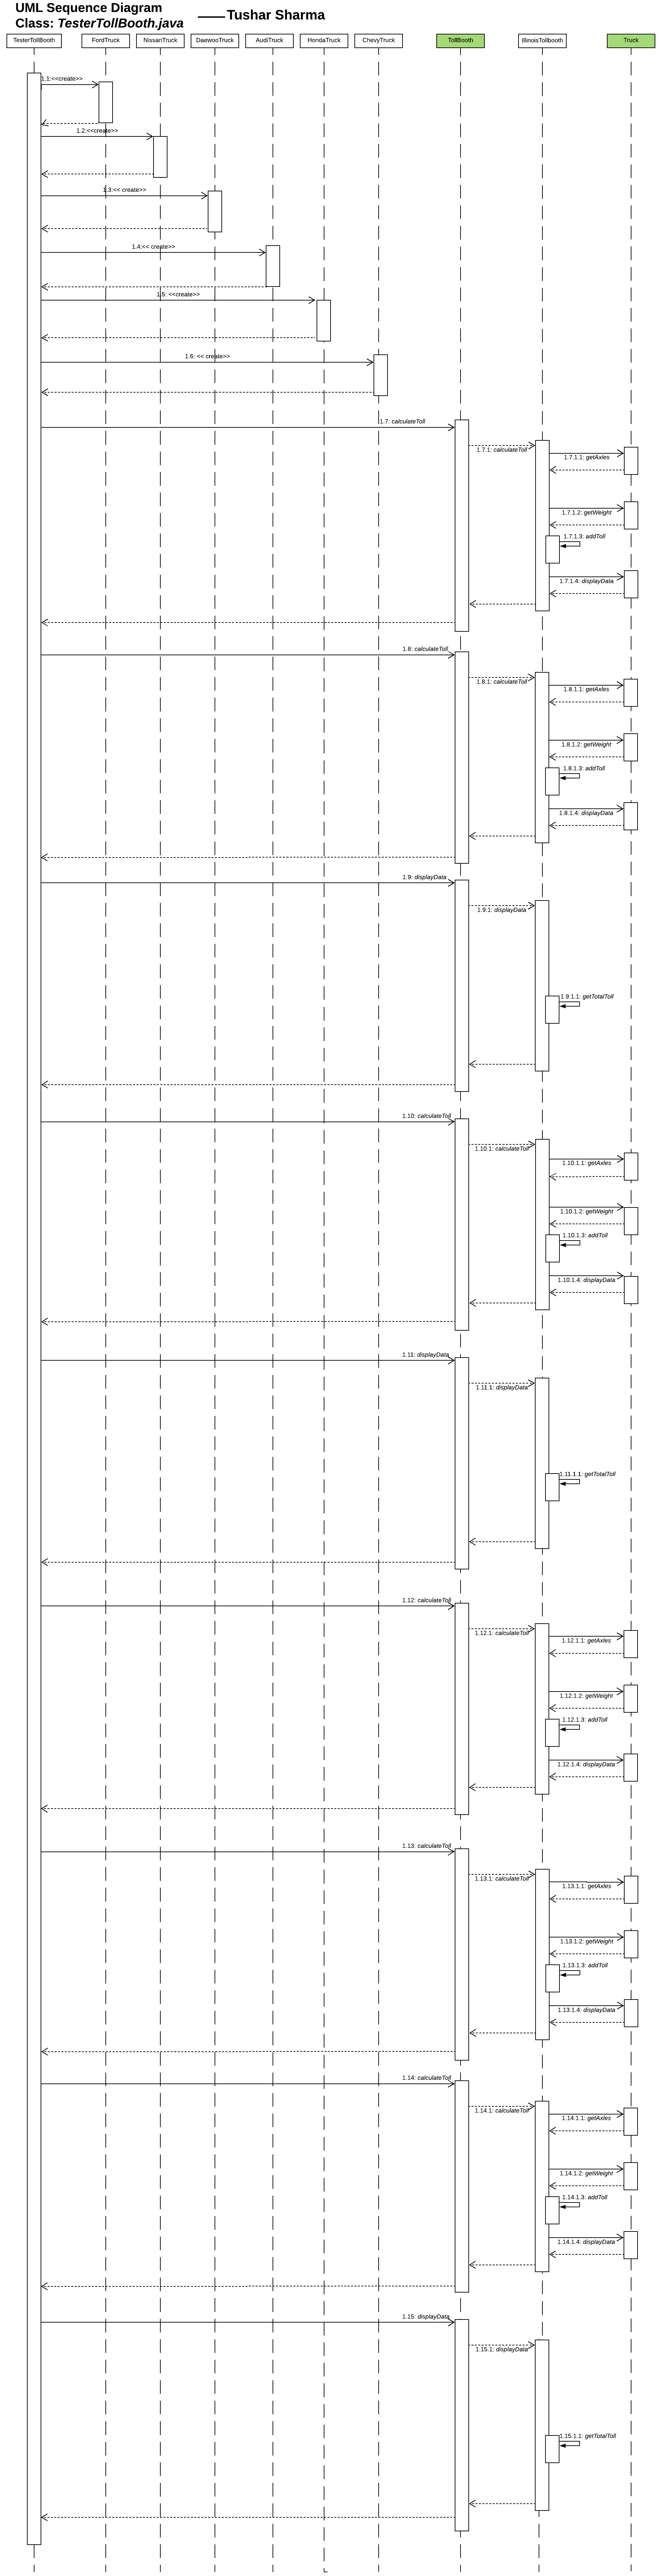 UML Sequence Diagram
Class: TesterTollBooth.java
Tushar Sharma
TesterTollBooth
FordTruck
NissanTruck
DaewooTruck
AudiTruck
HondaTruck
ChevyTruck
TollBooth
IllinoisTollbooth
Truck
1.1:<<create>>
1.2:<<create>>
1.3:<< create>>
1.4:<< create>>
1.5: <<create>>
1.6: << create>>
1.7: calculateToll
1.7.1: calculateToll
1.7.1.1: getAxles
1.7.1.2: getWeight
1.7.1.3: addToll
1.7.1.4: displayData
1.8: calculateToll
1.8.1: calculateToll
1.8.1.1: getAxles
1.8.1.2: getWeight
1.8.1.3: addToll
1.8.1.4: displayData
1.9: displayData
1.9.1: displayData
1.9.1.1: getTotalToll
1.10: calculateToll
1.10.1: calculateToll
1.10.1.1: getAxles
1.10.1.2: getWeight
1.10.1.3: addToll
1.10.1.4: displayData
1.11: displayData
1.11.1: displayData
1.11.1.1: getTotalToll
1.12: calculateToll
1.12.1: calculateToll
1.12.1.1: getAxles
1.12.1.2: getWeight
1.12.1.3: addToll
1.12.1.4: displayData
1.13: calculateToll
1.13.1: calculateToll
1.13.1.1: getAxles
1.13.1.2: getWeight
1.13.1.3: addToll
1.13.1.4: displayData
1.14: calculateToll
1.14.1: calculateToll
1.14.1.1: getAxles
1.14.1.2: getWeight
1.14.1.3: addToll
1.14.1.4: displayData
1.15: displayData
1.15.1: displayData
1.15.1.1: getTotalToll